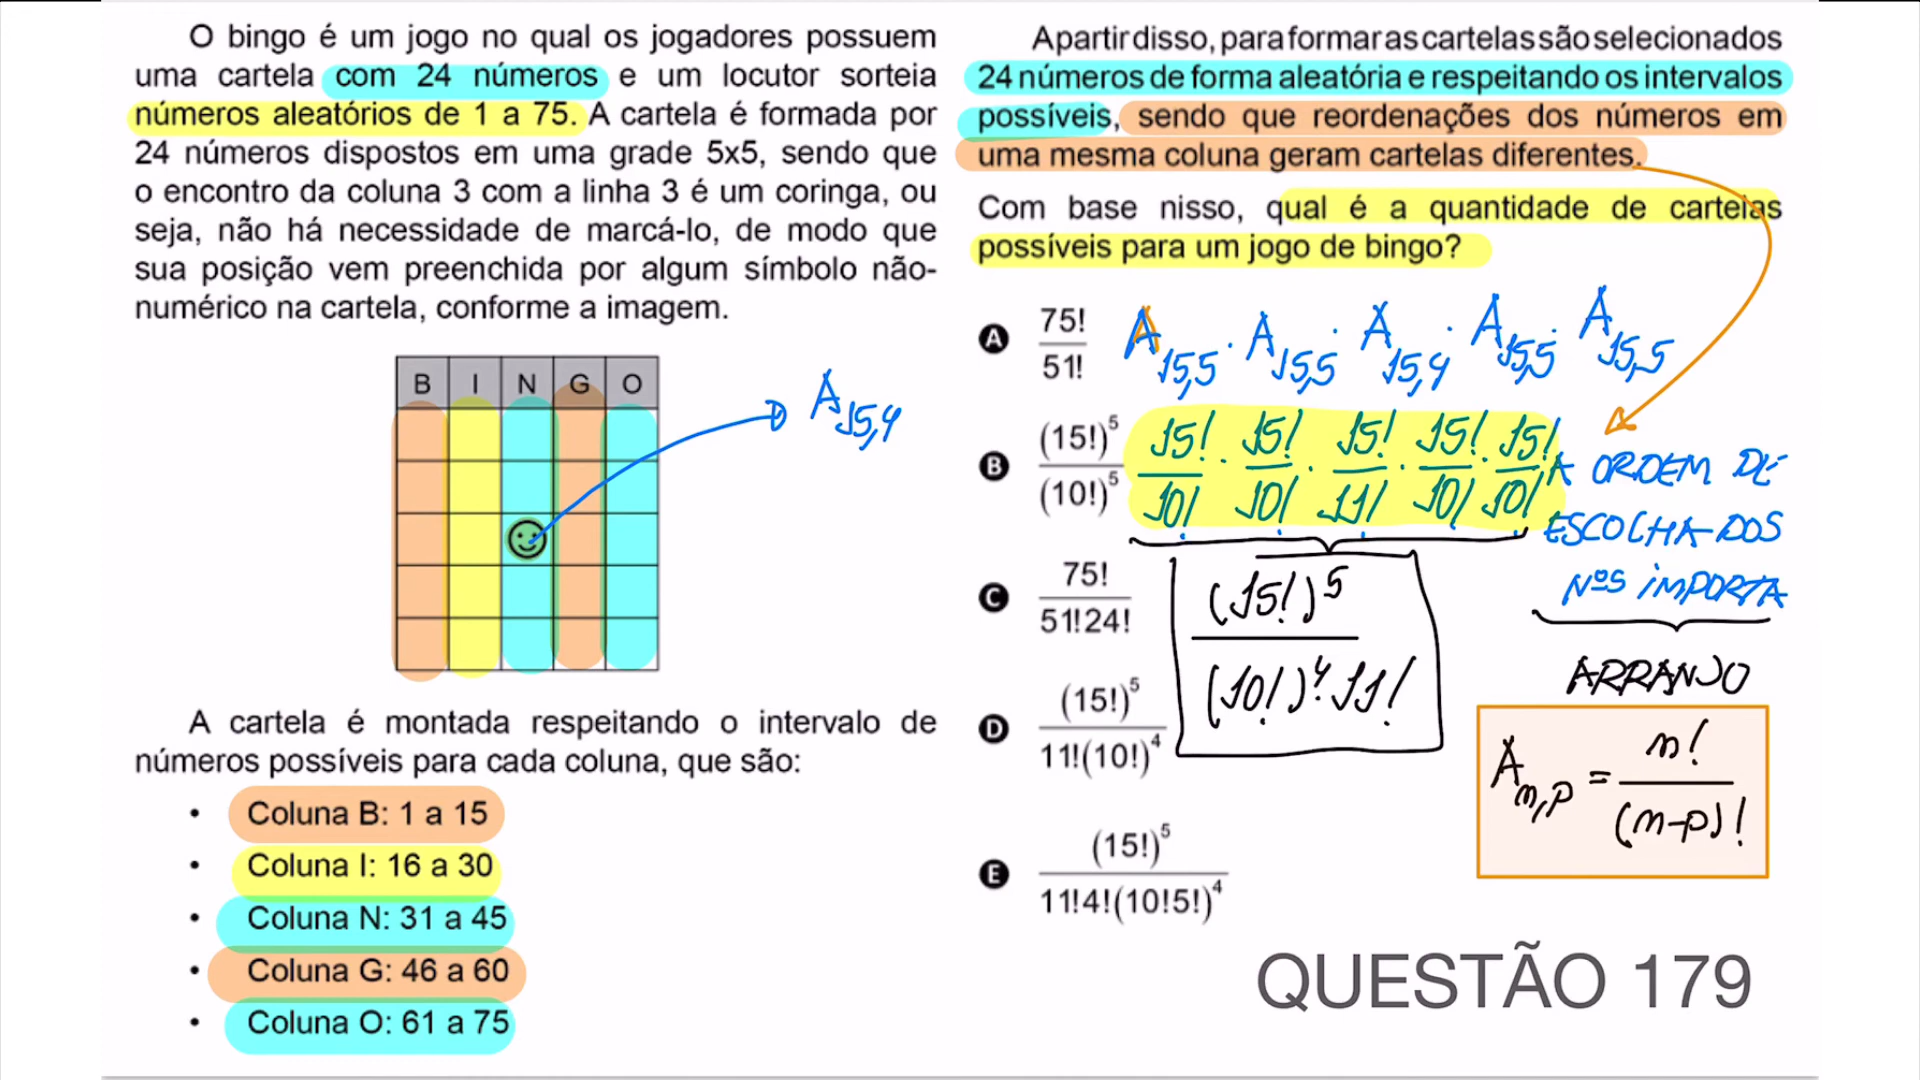 O bingo é um jogo no qual os jogadores possuem
uma cartela com 24 números e um locutor sorteia
números aleatórios de 1 a 75. A cartela é formada por
24 números dispostos em uma grade 5x5, sendo que
o encontro da coluna 3 com a linha 3 é um coringa, ou
seja, não há necessidade de marcá-lo, de modo que
sua posição vem preenchida por algum símbolo não-
numérico na cartela, conforme a imagem.
B I N G O
A15,4
A cartela é montada respeitando o intervalo de
números possíveis para cada coluna, que são:
• Coluna B: 1 a 15
• Coluna I: 16 a 30
• Coluna N: 31 a 45
• Coluna G: 46 a 60
• Coluna O: 61 a 75
A partir disso, para formar as cartelas são selecionados
24 números de forma aleatória e respeitando os intervalos
possíveis, sendo que reordenações dos números em
uma mesma coluna geram cartelas diferentes.
Com base nisso, qual é a quantidade de cartelas
possíveis para um jogo de bingo?
A 75!
51!
A15,5 · A15,5 · A15,4 · A15,5 · A15,5
B (15!)^5
(10!)^5
15! · 15! · 15! · 15! · 15!
10! 10! 11! 10! 10!
A ORDEM DE
ESCOLHA DOS
Nºs IMPORTA
ARRANJO
C 75!
51!24!
(15!)^5
(10!)^4 · 11!
D (15!)^5
11!(10!)^4
An,p = n!
(n-p)!
E (15!)^5
11!4!(10!5!)^4
QUESTÃO 179